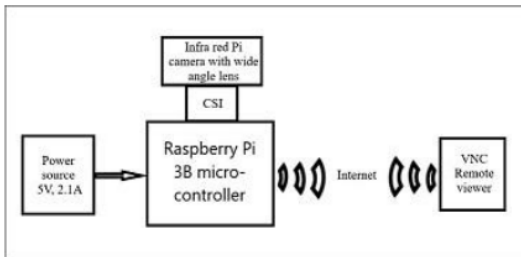 Infra red Pi
camera with wide
angle lens
CSI
Power
source
5V, 2.1A
Raspberry Pi
3B micro-
controller
Internet
VNC
Remote
viewer